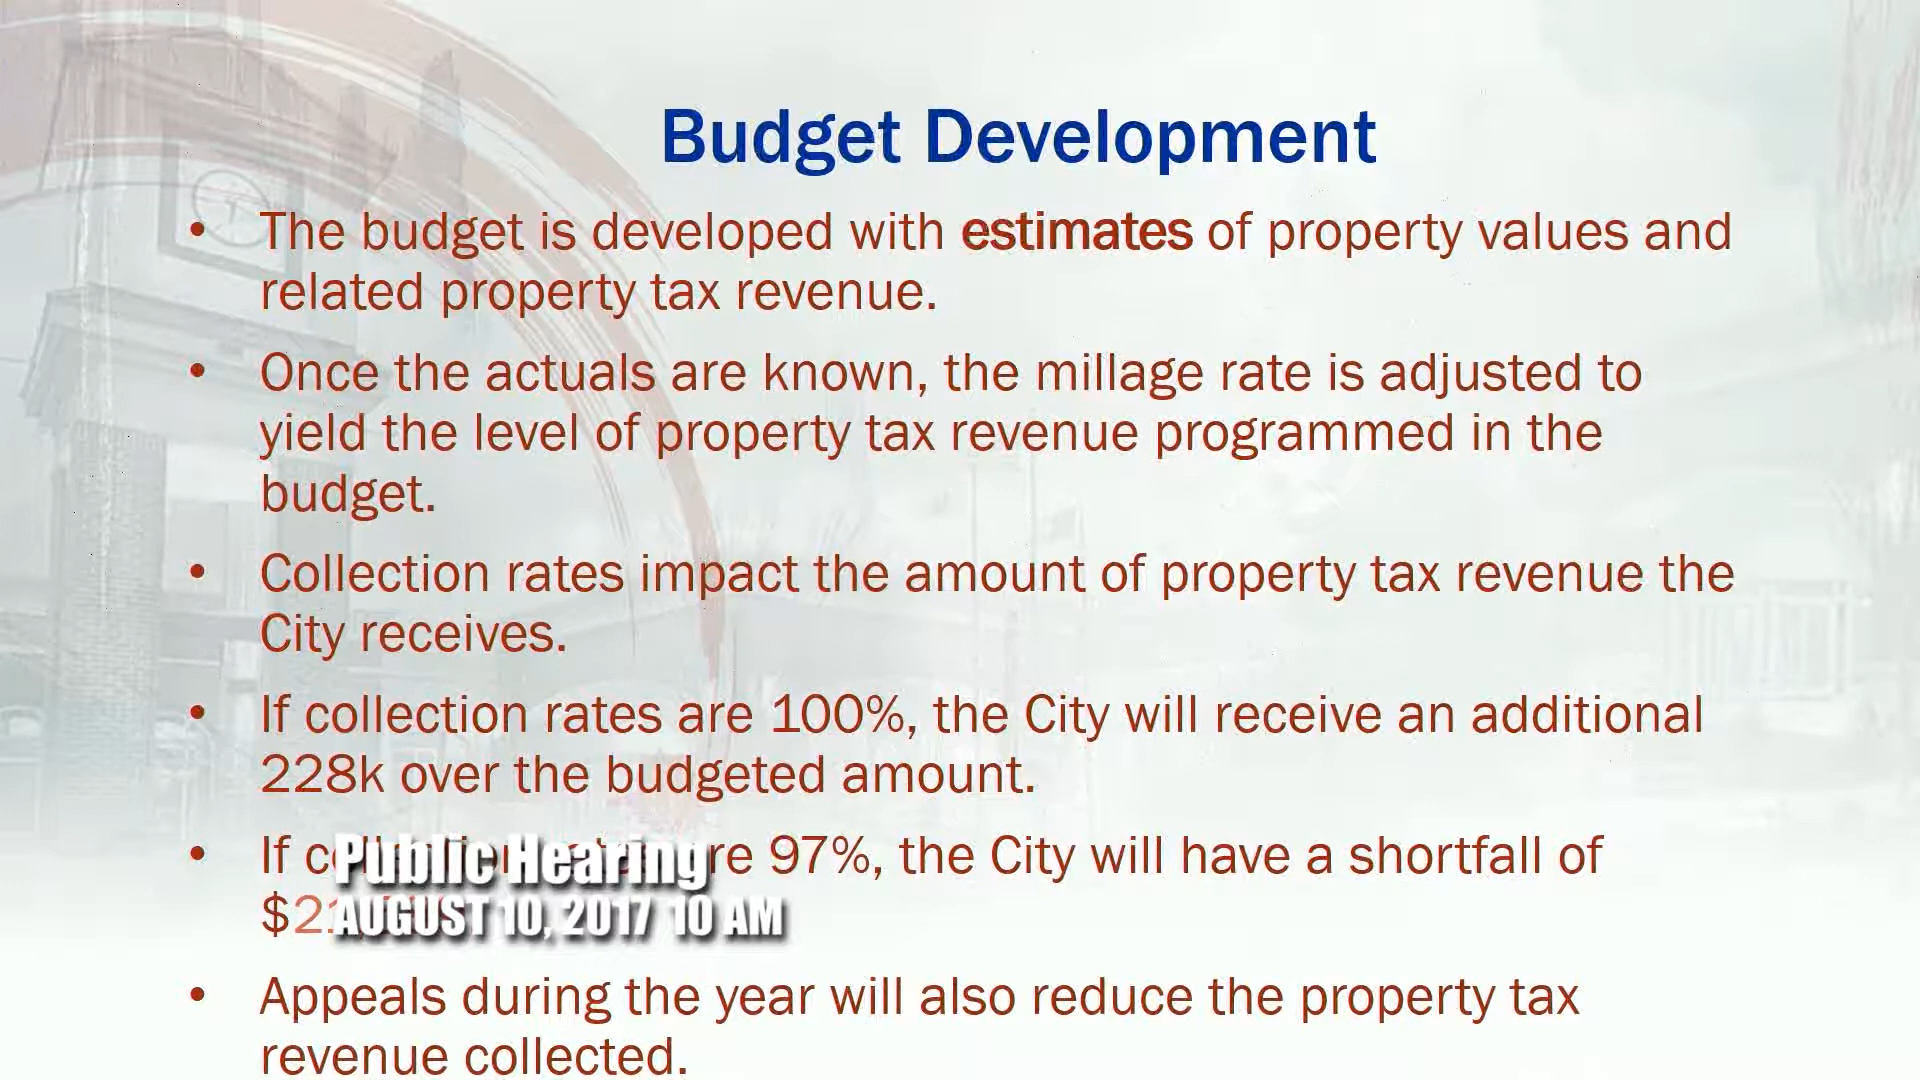 Budget Development
• The budget is developed with estimates of property values and
related property tax revenue.
• Once the actuals are known, the millage rate is adjusted to
yield the level of property tax revenue programmed in the
budget.
• Collection rates impact the amount of property tax revenue the
City receives.
• If collection rates are 100%, the City will receive an additional
228k over the budgeted amount.
• If 97%, the City will have a shortfall of
Public Hearing
AUGUST 10, 2017 10 AM
• Appeals during the year will also reduce the property tax
revenue collected.